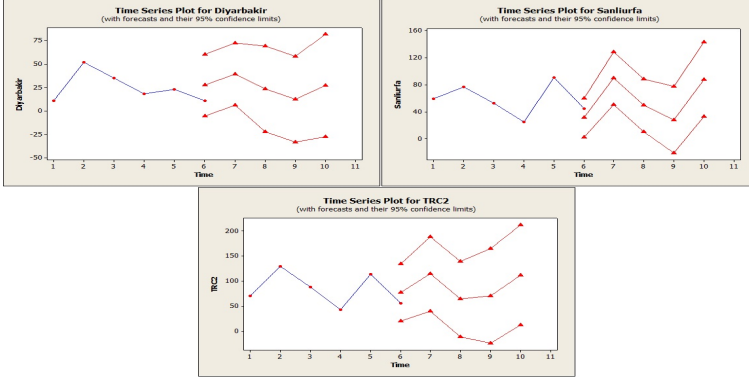 Time Series Plot for Diyarbakir
(with forecasts and their 95% confidence limits)
Diyarbakir
75
50
25
0
-25
-50
1 2 3 4 5 6 7 8 9 10 11
Time
Time Series Plot for Sanliurfa
(with forecasts and their 95% confidence limits)
Sanliurfa
160
120
80
40
0
1 2 3 4 5 6 7 8 9 10 11
Time
Time Series Plot for TRC2
(with forecasts and their 95% confidence limits)
TRC2
200
150
100
50
0
1 2 3 4 5 6 7 8 9 10 11
Time